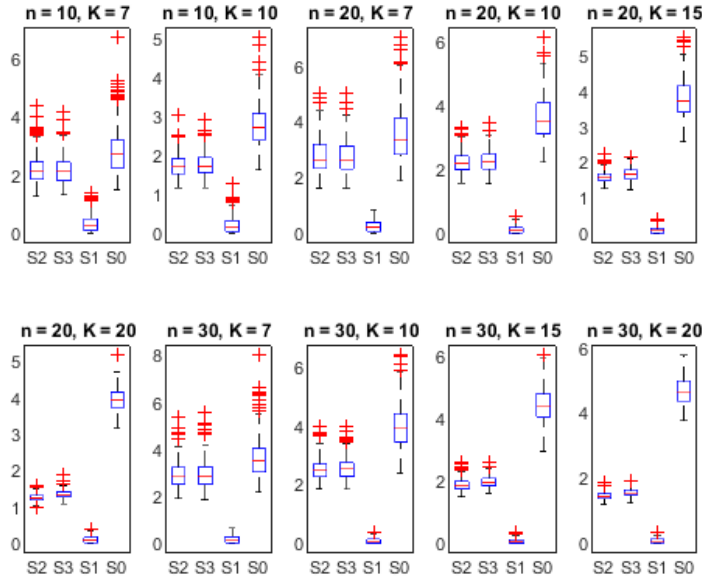 n = 10, K = 7
6
4
2
0
S2 S3 S1 S0
n = 10, K = 10
5
4
3
2
1
0
S2 S3 S1 S0
n = 20, K = 7
6
4
2
0
S2 S3 S1 S0
n = 20, K = 10
6
4
2
0
S2 S3 S1 S0
n = 20, K = 15
5
4
3
2
1
0
S2 S3 S1 S0
n = 20, K = 20
5
4
3
2
1
0
S2 S3 S1 S0
n = 30, K = 7
8
6
4
2
0
S2 S3 S1 S0
n = 30, K = 10
6
4
2
0
S2 S3 S1 S0
n = 30, K = 15
6
4
2
0
S2 S3 S1 S0
n = 30, K = 20
6
4
2
0
S2 S3 S1 S0